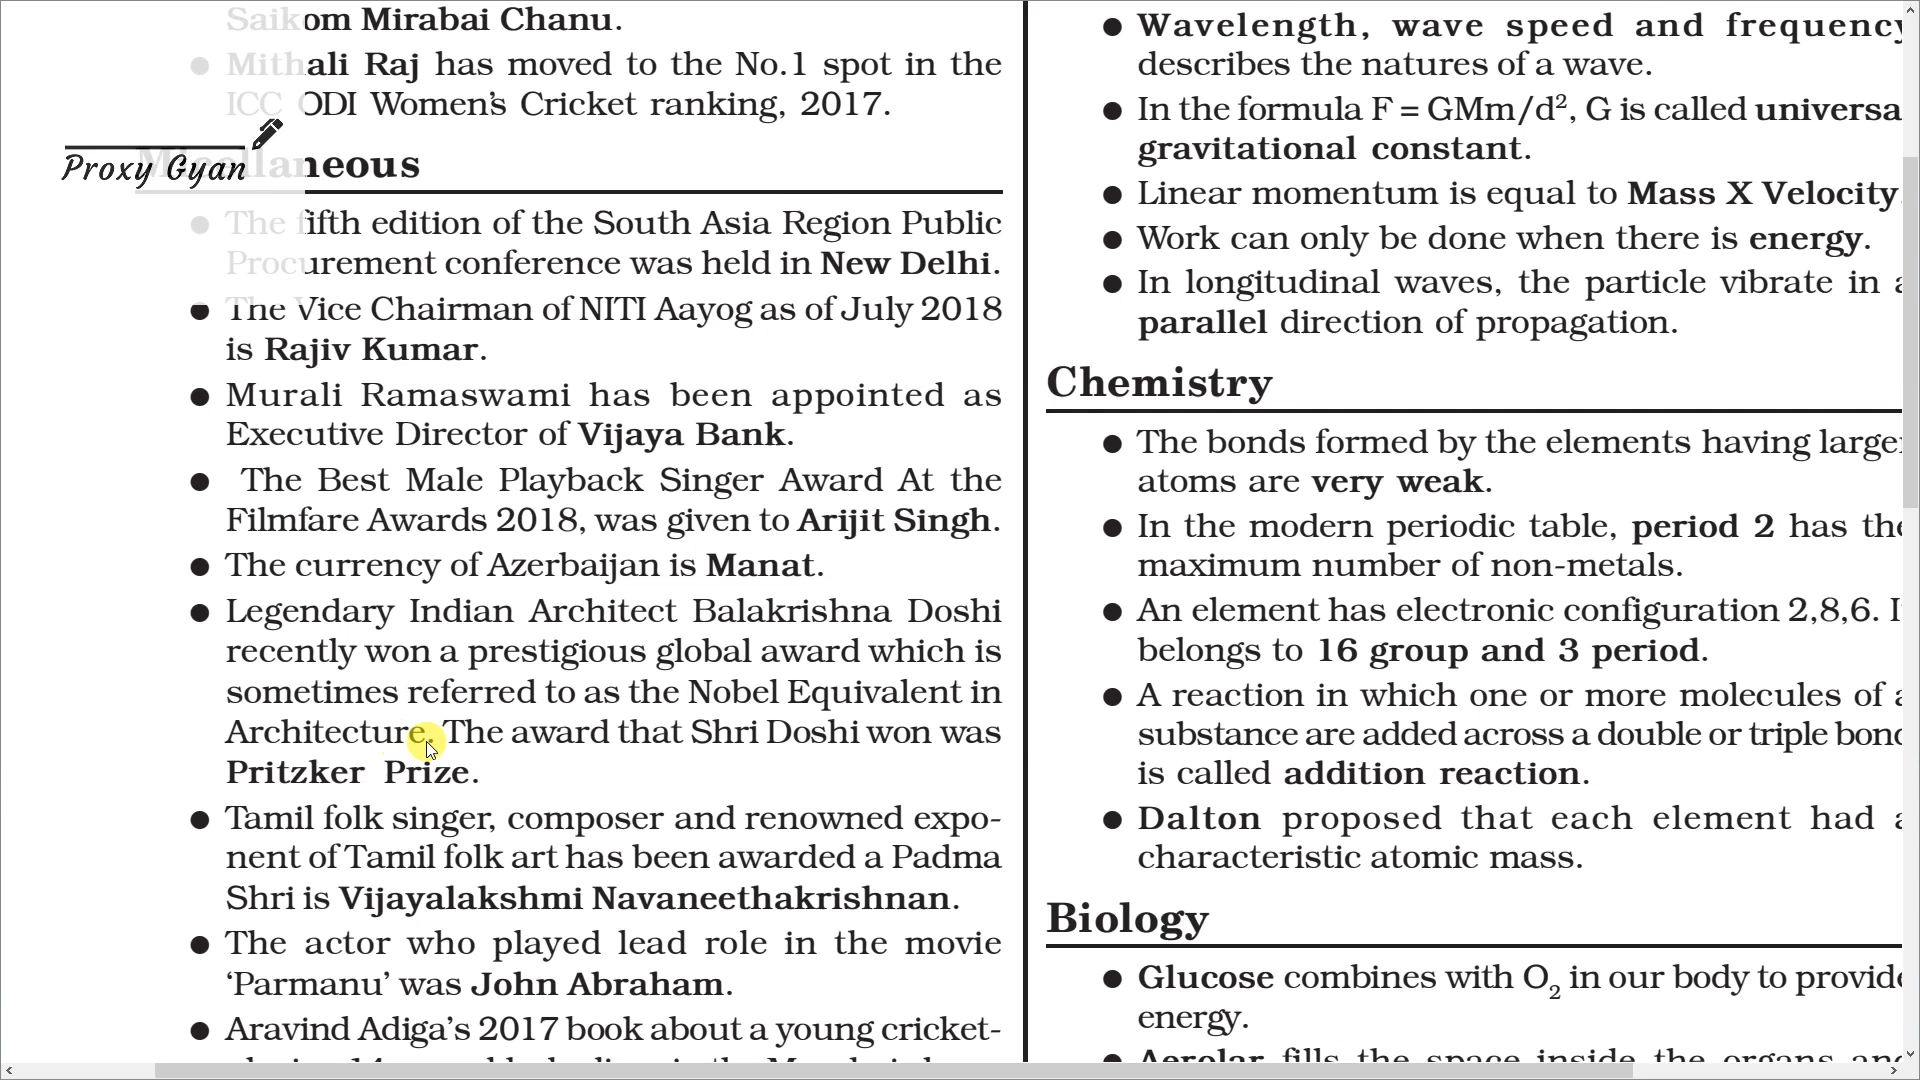 Saikom Mirabai Chanu.
● Mithali Raj has moved to the No.1 spot in the
ICC ODI Women's Cricket ranking, 2017.
Proxy Gyan
Micellaneous
● The fifth edition of the South Asia Region Public
Procurement conference was held in New Delhi.
● The Vice Chairman of NITI Aayog as of July 2018
is Rajiv Kumar.
● Murali Ramaswami has been appointed as
Executive Director of Vijaya Bank.
● The Best Male Playback Singer Award At the
Filmfare Awards 2018, was given to Arijit Singh.
● The currency of Azerbaijan is Manat.
● Legendary Indian Architect Balakrishna Doshi
recently won a prestigious global award which is
sometimes referred to as the Nobel Equivalent in
Architecture. The award that Shri Doshi won was
Pritzker Prize.
● Tamil folk singer, composer and renowned expo-
nent of Tamil folk art has been awarded a Padma
Shri is Vijayalakshmi Navaneethakrishnan.
● The actor who played lead role in the movie
‘Parmanu’ was John Abraham.
● Aravind Adiga's 2017 book about a young cricket-
● Wavelength, wave speed and frequency
describes the natures of a wave.
● In the formula F = GMm/d², G is called universa
gravitational constant.
● Linear momentum is equal to Mass X Velocity.
● Work can only be done when there is energy.
● In longitudinal waves, the particle vibrate in a
parallel direction of propagation.
Chemistry
● The bonds formed by the elements having larger
atoms are very weak.
● In the modern periodic table, period 2 has the
maximum number of non-metals.
● An element has electronic configuration 2,8,6. It
belongs to 16 group and 3 period.
● A reaction in which one or more molecules of a
substance are added across a double or triple bond
is called addition reaction.
● Dalton proposed that each element had a
characteristic atomic mass.
Biology
● Glucose combines with O₂ in our body to provide
energy.
● Aerolar fills the space inside the organs and